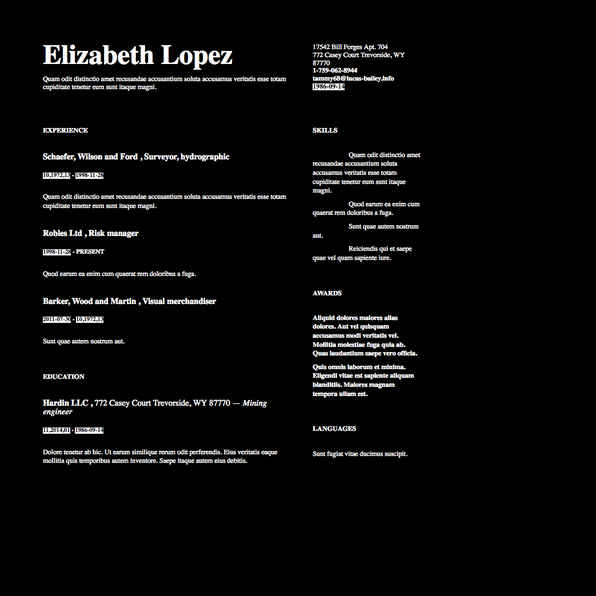 Elizabeth Lopez
Quam odit distinctio amet recusandae accusantium soluta accusamus veritatis esse totam
cupiditate tenetur eum sunt itaque magni.
17542 Bill Forges Apt. 704
772 Casey Court Trevorside, WY
87770
1-759-062-8944
tammy68@lucas-bailey.info
1986-09-14
EXPERIENCE
Schaefer, Wilson and Ford , Surveyor, hydrographic
10.1972.13 - 1998-11-28
Quam odit distinctio amet recusandae accusantium soluta accusamus veritatis esse totam
cupiditate tenetur eum sunt itaque magni.
Robles Ltd , Risk manager
1998-11-28 - PRESENT
Quod earum ea enim cum quaerat rem doloribus a fuga.
Barker, Wood and Martin , Visual merchandiser
2011-07-26 - 10.1972.13
Sunt quae autem nostrum aut.
EDUCATION
Hardin LLC , 772 Casey Court Trevorside, WY 87770 — Mining
engineer
11.2014.01 - 1986-09-14
Dolore tenetur ab hic. Ut earum similique rerum odit perferendis. Eius veritatis eaque
mollitia quis temporibus autem inventore. Saepe itaque autem eius debitis.
SKILLS
Quam odit distinctio amet
recusandae accusantium soluta
accusamus veritatis esse totam
cupiditate tenetur eum sunt itaque
magni.
Quod earum ea enim cum
quaerat rem doloribus a fuga.
Sunt quae autem nostrum
aut.
Reiciendis qui et saepe
quae vel quam sapiente iure.
AWARDS
Aliquid dolores maiores alias
dolores. Aut vel quisquam
accusamus modi veritatis vel.
Mollitia molestiae fuga quia ab.
Quas laudantium saepe vero officia.
Quis omnis laborum et minima.
Eligendi vitae est sapiente aliquam
blanditiis. Maiores magnam
tempora ullam est.
LANGUAGES
Sunt fugiat vitae ducimus suscipit.